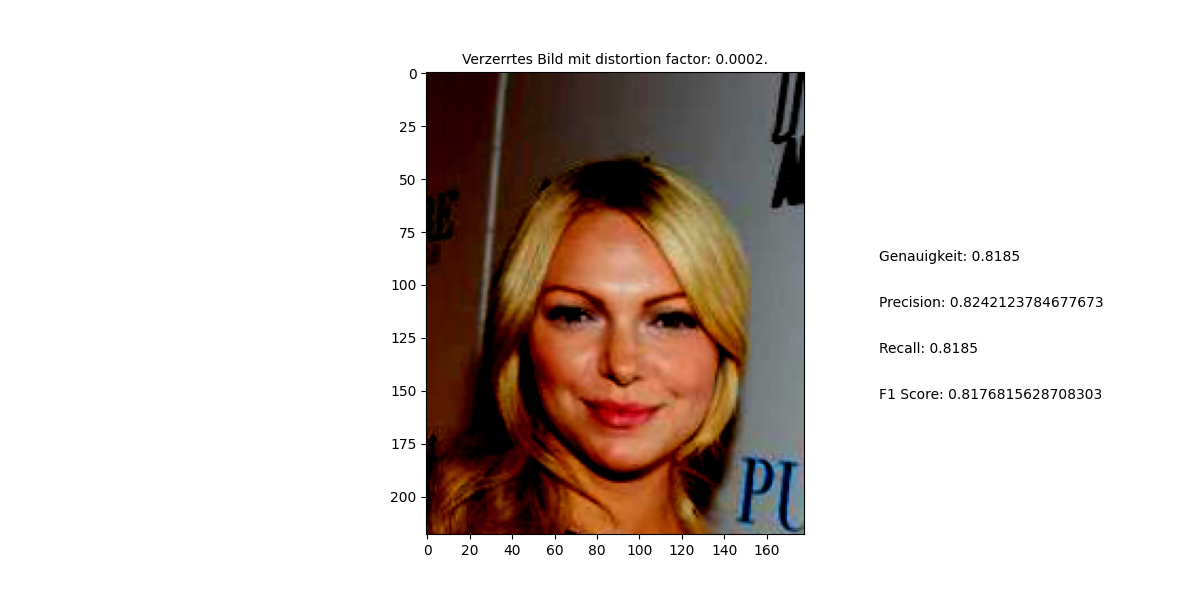 Verzerrtes Bild mit distortion factor: 0.0002.
0
25
50
75
100
125
150
175
200
0 20 40 60 80 100 120 140 160
PU
Genauigkeit: 0.8185
Precision: 0.8242123784677673
Recall: 0.8185
F1 Score: 0.8176815628708303